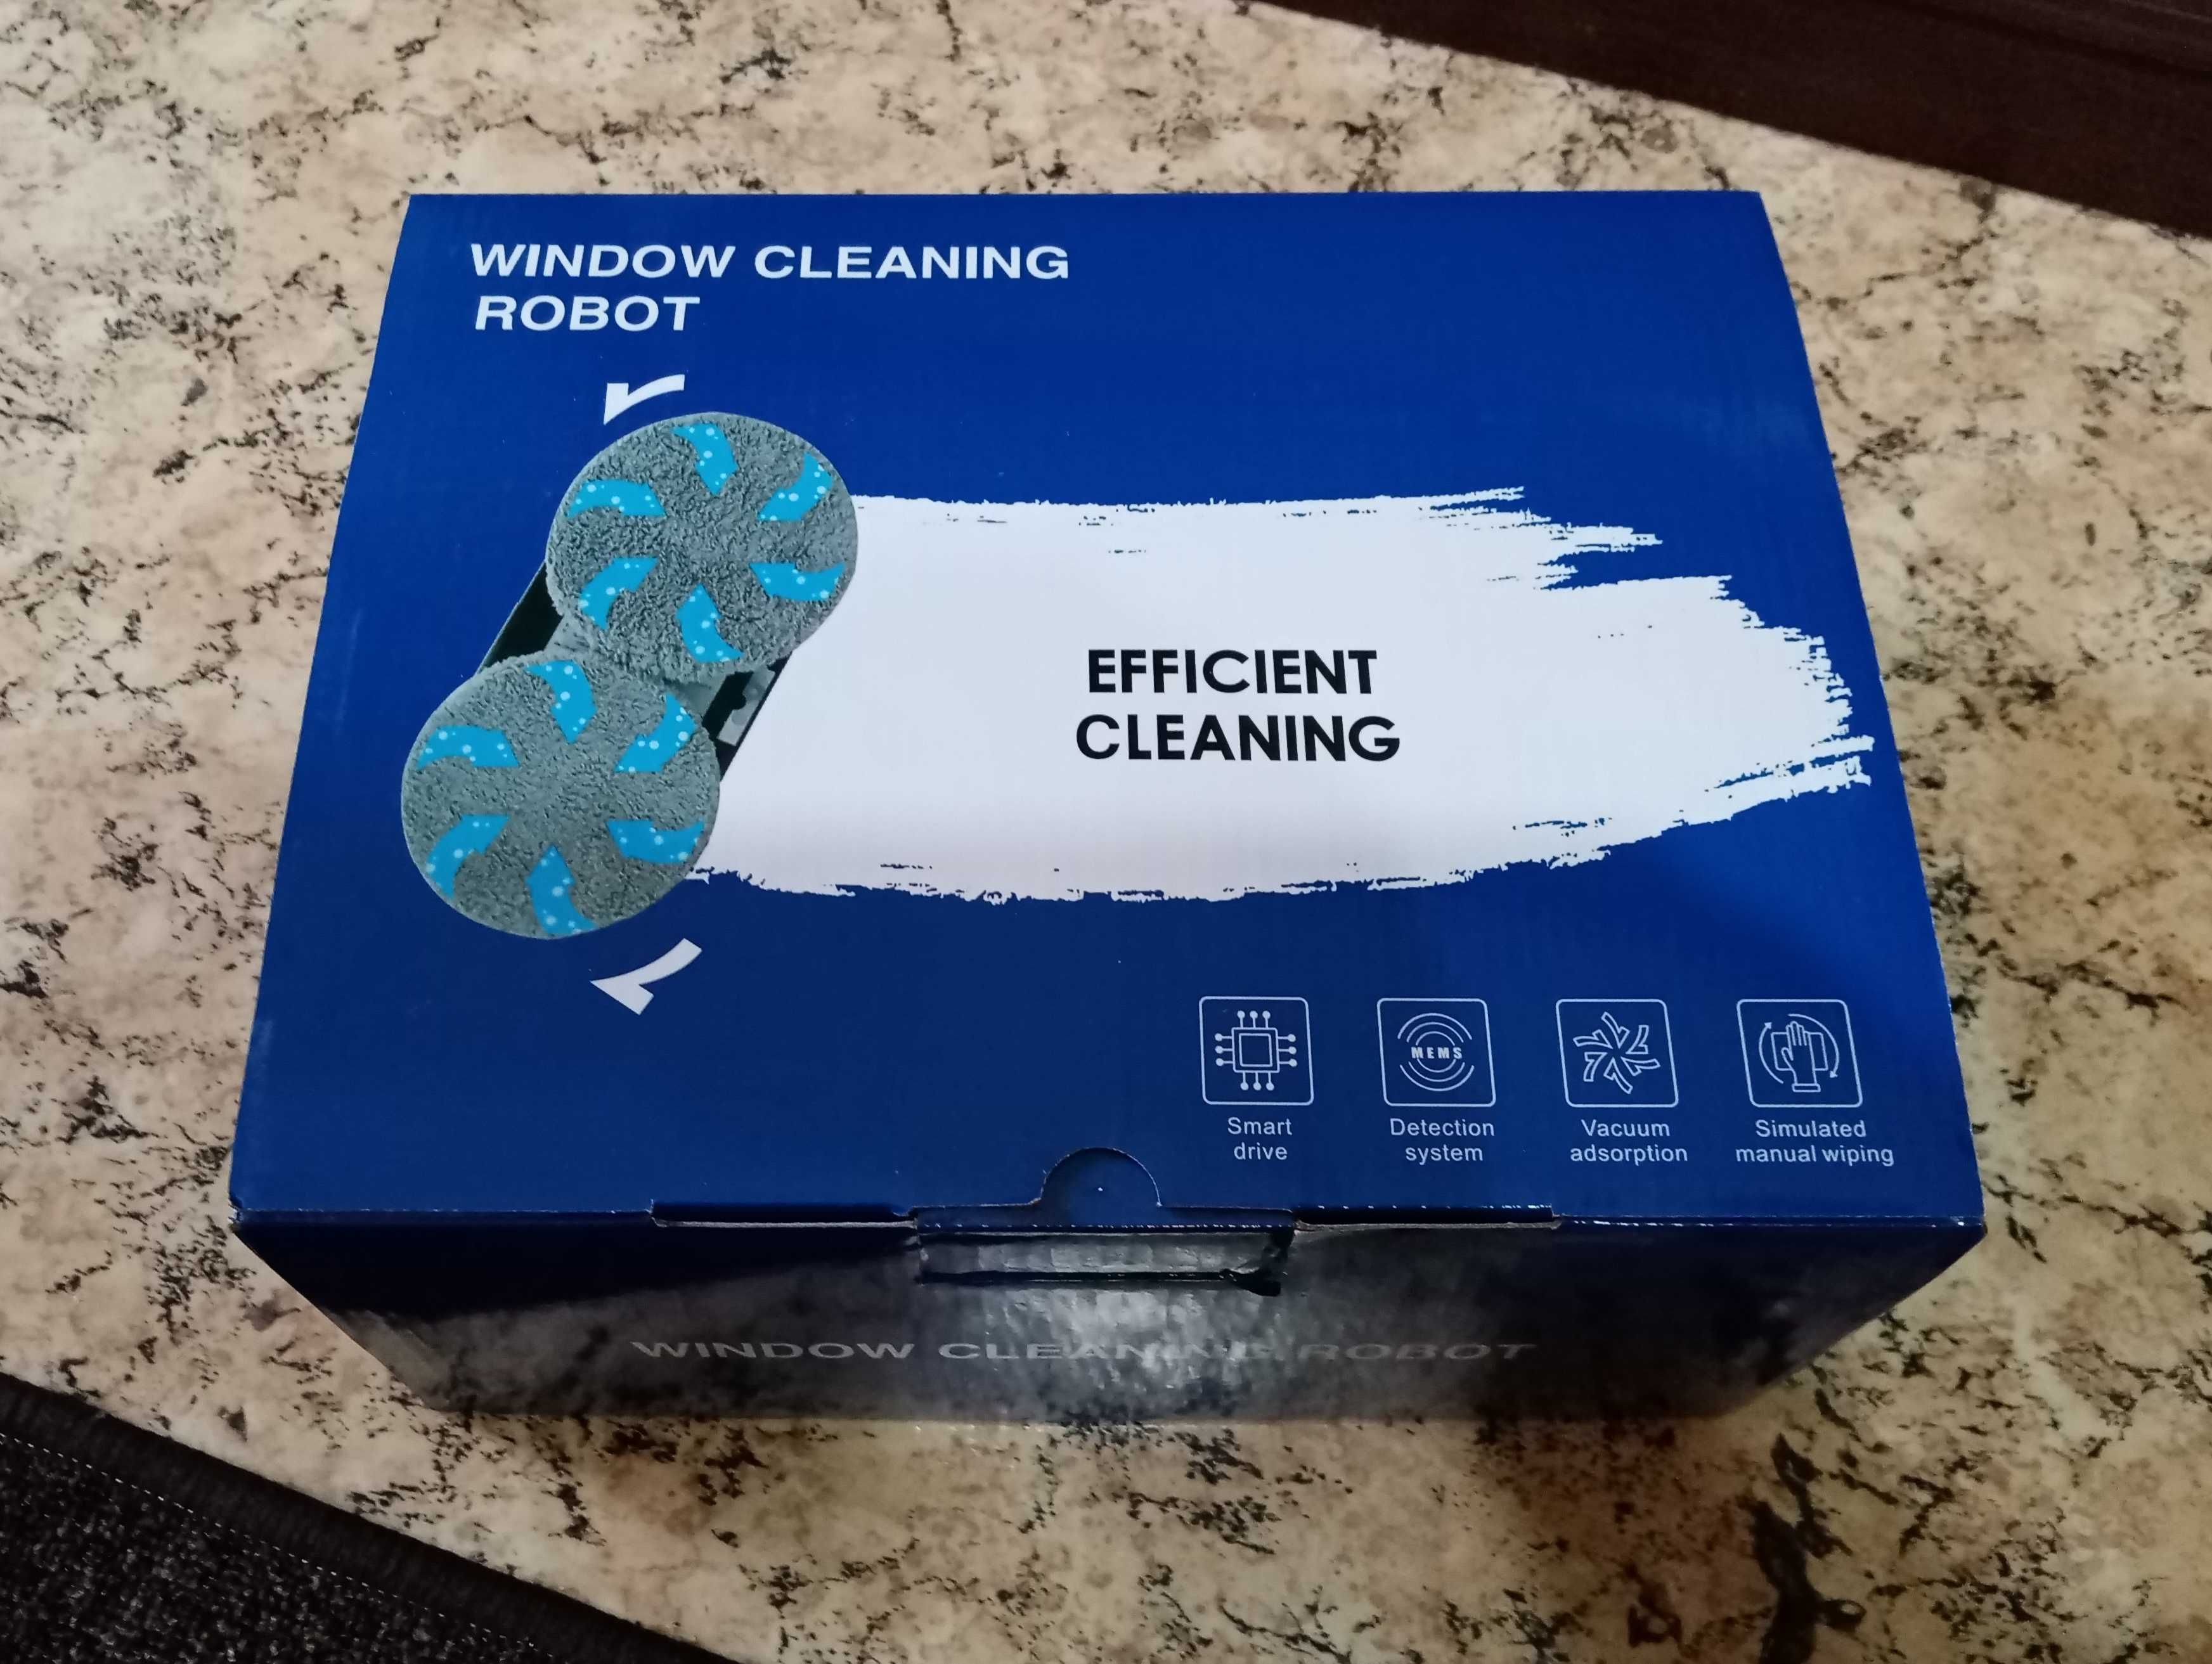 WINDOW CLEANING
ROBOT
EFFICIENT
CLEANING
MEMS
Smart
drive
Detection
system
Vacuum
adsorption
Simulated
manual wiping
WINDOW CLEANING ROBOT